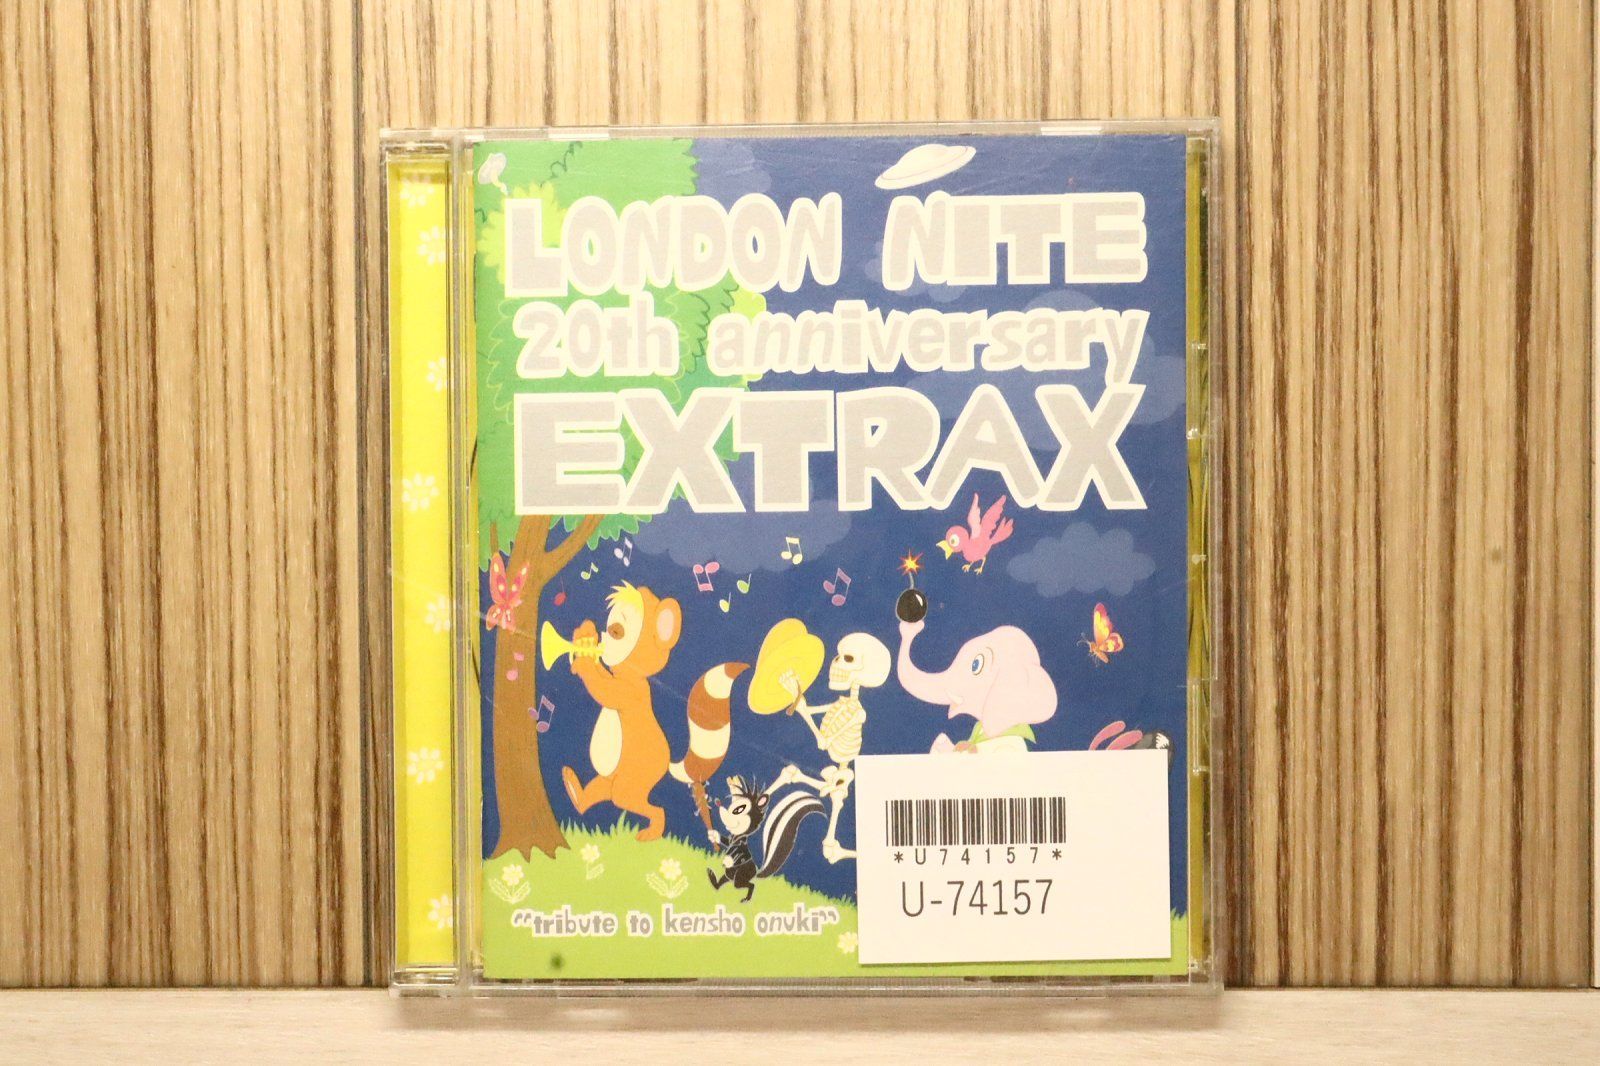 LONDON NITE
20th anniversary
EXTRAX
"tribute to kensho onuki"
*U74157*
U-74157